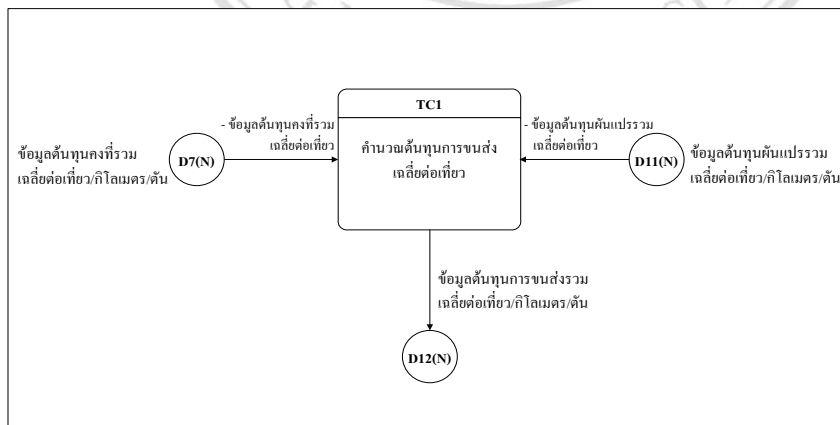 TC1
- ข้อมูลต้นทุนคงที่รวม
เฉลี่ยต่อเที่ยว
- ข้อมูลต้นทุนผันแปรรวม
เฉลี่ยต่อเที่ยว
ข้อมูลต้นทุนคงที่รวม
เฉลี่ยต่อเที่ยว/กิโลเมตร/ตัน
D7(N)
คำนวณต้นทุนการขนส่ง
เฉลี่ยต่อเที่ยว
D11(N)
ข้อมูลต้นทุนผันแปรรวม
เฉลี่ยต่อเที่ยว/กิโลเมตร/ตัน
ข้อมูลต้นทุนการขนส่งรวม
เฉลี่ยต่อเที่ยว/กิโลเมตร/ตัน
D12(N)